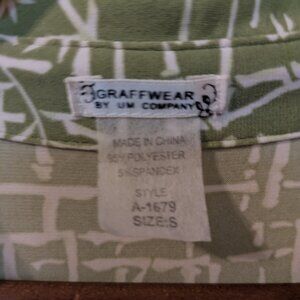 GRAFFWEAR
BY UM COMPANY
MADE IN CHINA
95% POLYESTER
5% SPANDEX
STYLE
A-1679
SIZE:S